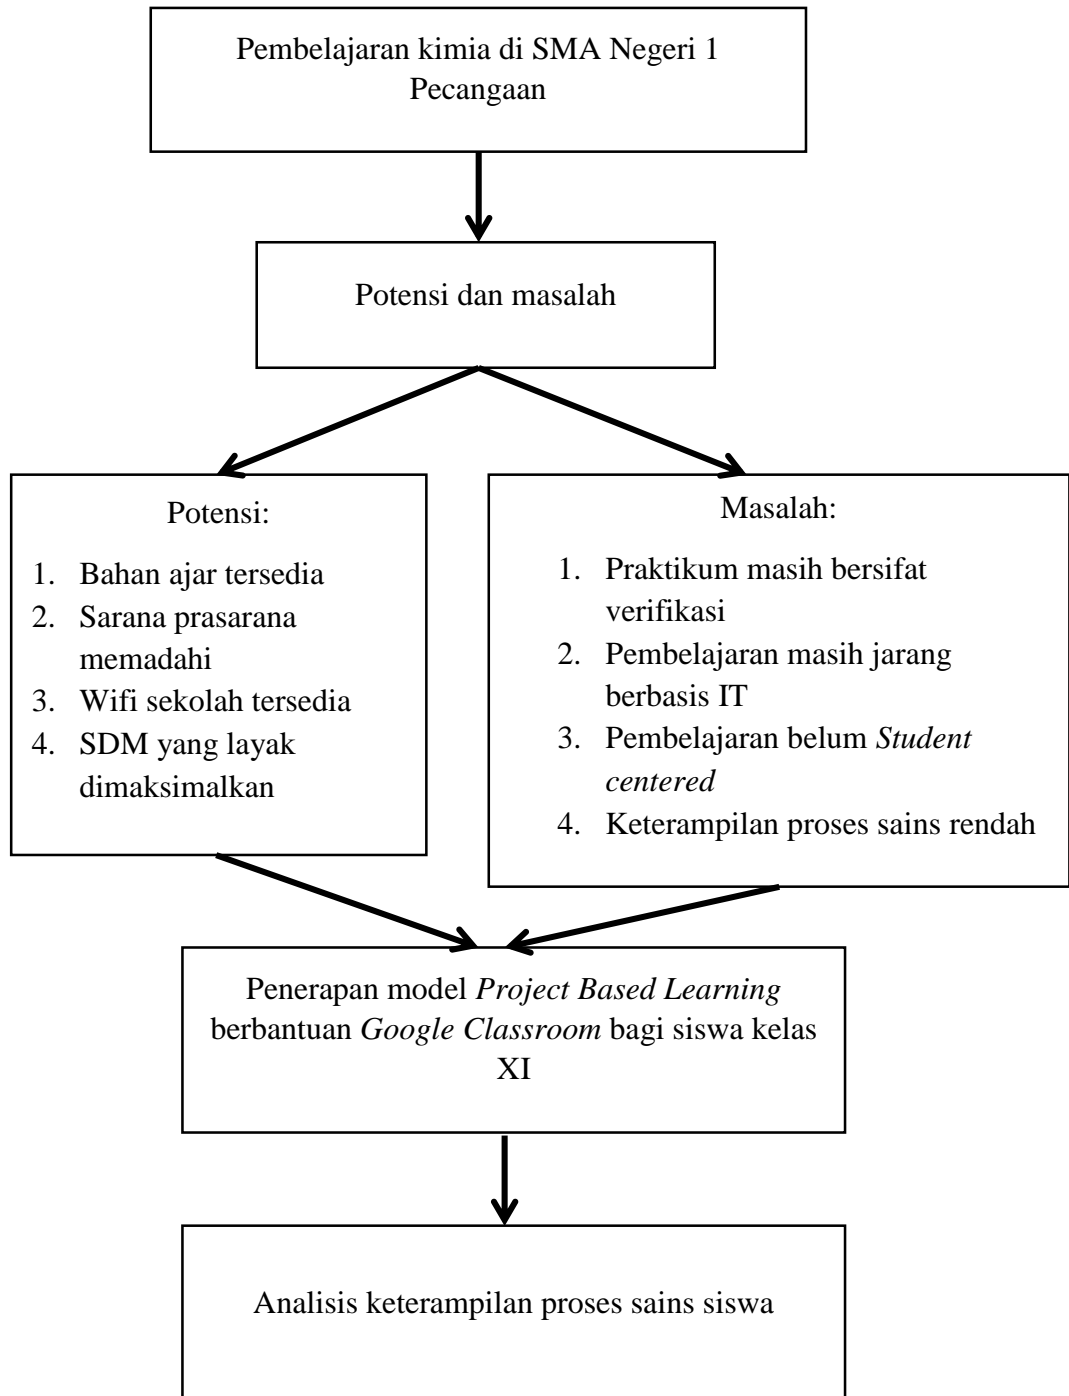 Pembelajaran kimia di SMA Negeri 1
Pecangaan
Potensi dan masalah
Potensi:
1. Bahan ajar tersedia
2. Sarana prasarana
memadahi
3. Wifi sekolah tersedia
4. SDM yang layak
dimaksimalkan
Masalah:
1. Praktikum masih bersifat
verifikasi
2. Pembelajaran masih jarang
berbasis IT
3. Pembelajaran belum Student
centered
4. Keterampilan proses sains rendah
Penerapan model Project Based Learning
berbantuan Google Classroom bagi siswa kelas
XI
Analisis keterampilan proses sains siswa